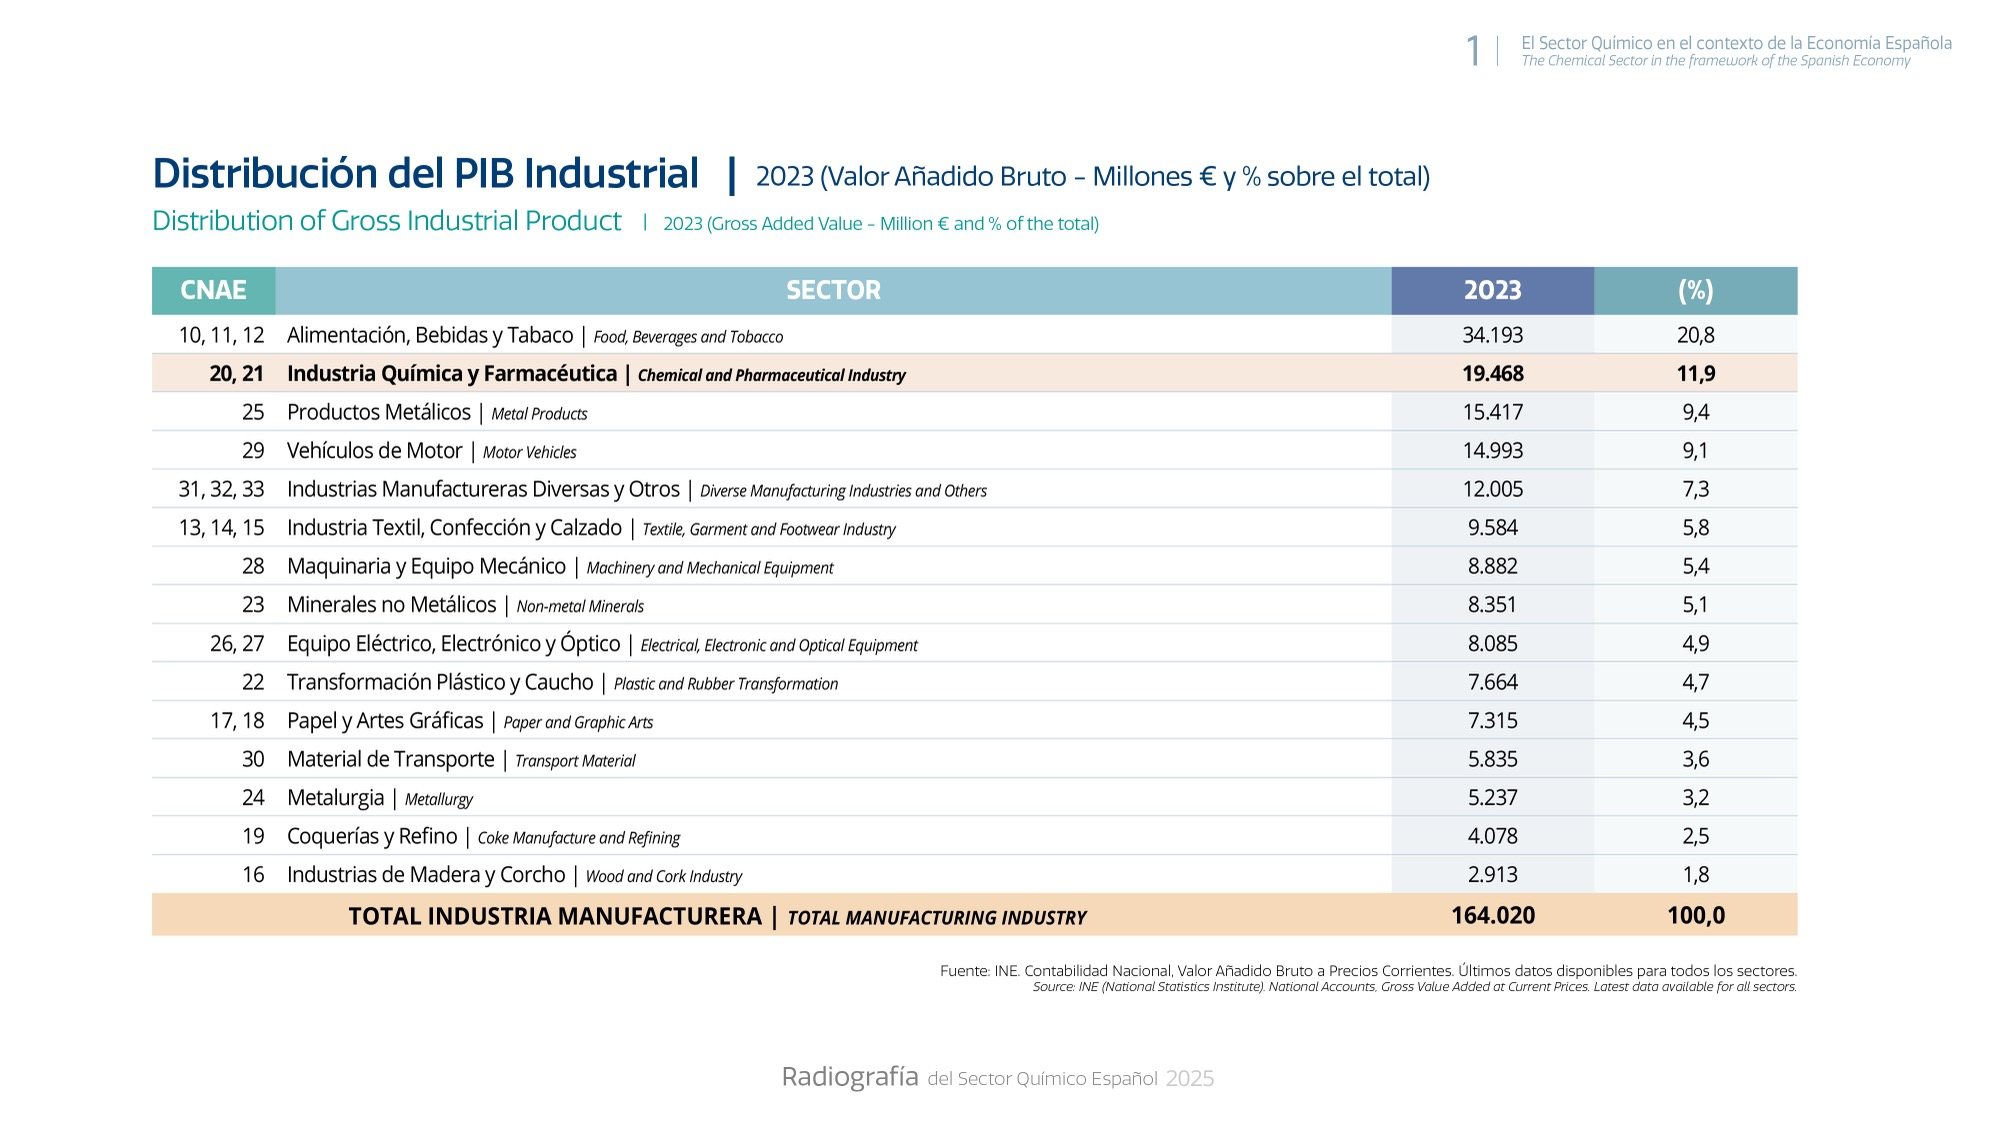 1 | El Sector Químico en el contexto de la Economía Española
The Chemical Sector in the framework of the Spanish Economy
Distribución del PIB Industrial | 2023 (Valor Añadido Bruto – Millones € y % sobre el total)
Distribution of Gross Industrial Product | 2023 (Gross Added Value – Million € and % of the total)
CNAE SECTOR 2023 (%)
10, 11, 12 Alimentación, Bebidas y Tabaco | Food, Beverages and Tobacco 34.193 20,8
20, 21 Industria Química y Farmacéutica | Chemical and Pharmaceutical Industry 19.468 11,9
25 Productos Metálicos | Metal Products 15.417 9,4
29 Vehículos de Motor | Motor Vehicles 14.993 9,1
31, 32, 33 Industrias Manufactureras Diversas y Otros | Diverse Manufacturing Industries and Others 12.005 7,3
13, 14, 15 Industria Textil, Confección y Calzado | Textile, Garment and Footwear Industry 9.584 5,8
28 Maquinaria y Equipo Mecánico | Machinery and Mechanical Equipment 8.882 5,4
23 Minerales no Metálicos | Non-metal Minerals 8.351 5,1
26, 27 Equipo Eléctrico, Electrónico y Óptico | Electrical, Electronic and Optical Equipment 8.085 4,9
22 Transformación Plástico y Caucho | Plastic and Rubber Transformation 7.664 4,7
17, 18 Papel y Artes Gráficas | Paper and Graphic Arts 7.315 4,5
30 Material de Transporte | Transport Material 5.835 3,6
24 Metalurgia | Metallurgy 5.237 3,2
19 Coquerías y Refino | Coke Manufacture and Refining 4.078 2,5
16 Industrias de Madera y Corcho | Wood and Cork Industry 2.913 1,8
TOTAL INDUSTRIA MANUFACTURERA | TOTAL MANUFACTURING INDUSTRY 164.020 100,0
Fuente: INE. Contabilidad Nacional, Valor Añadido Bruto a Precios Corrientes. Últimos datos disponibles para todos los sectores.
Source: INE (National Statistics Institute). National Accounts, Gross Value Added at Current Prices. Latest data available for all sectors.
Radiografía del Sector Químico Español 2025